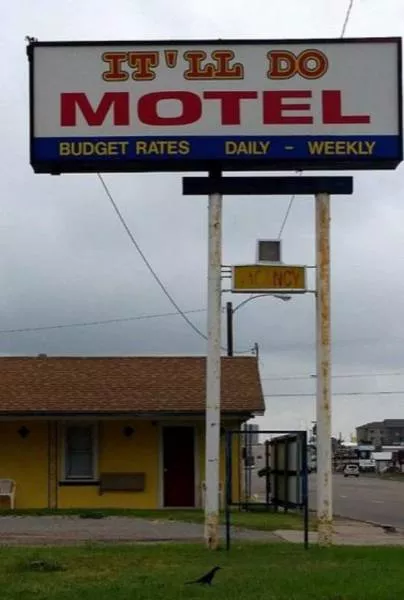 IT'LL DO
MOTEL
BUDGET RATES DAILY - WEEKLY